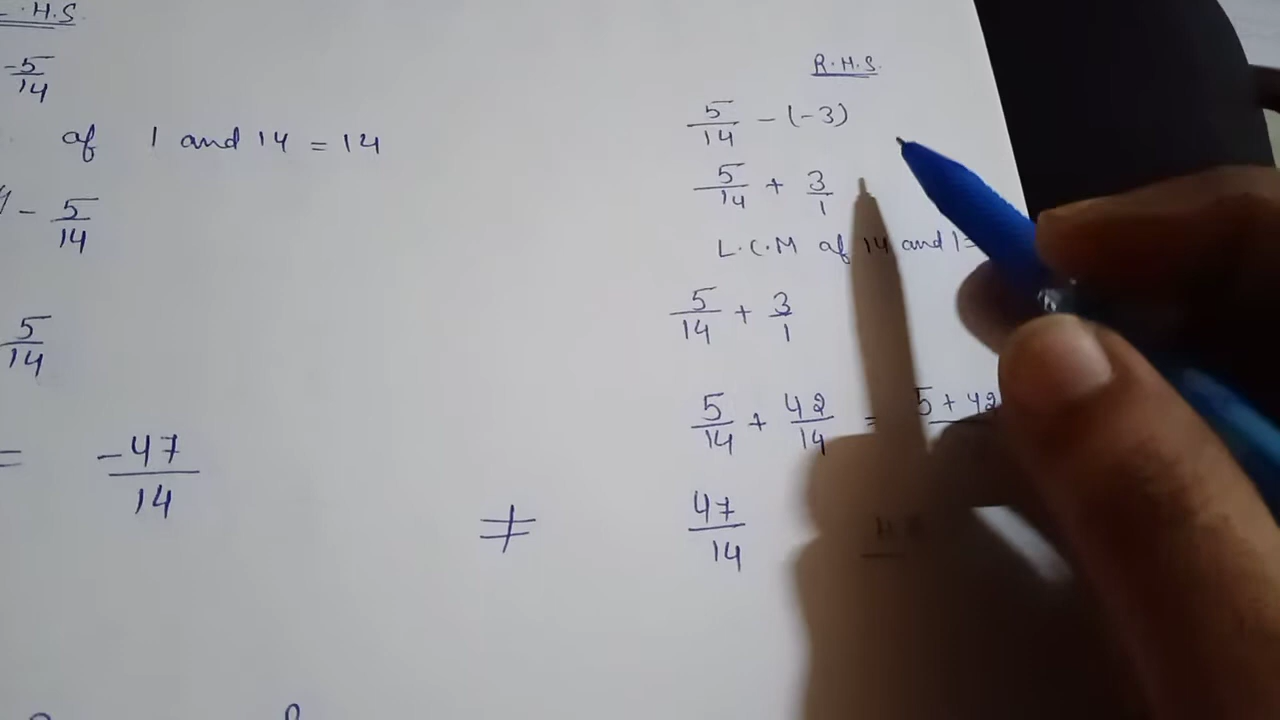 L.H.S
-5/14
of 1 and 14 = 14
- 5/14
5/14
= -47/14
≠
R.H.S.
5/14 - (-3)
5/14 + 3/1
L.C.M of 14 and 1=
5/14 + 3/1
5/14 + 42/14 = 5 + 42
47/14